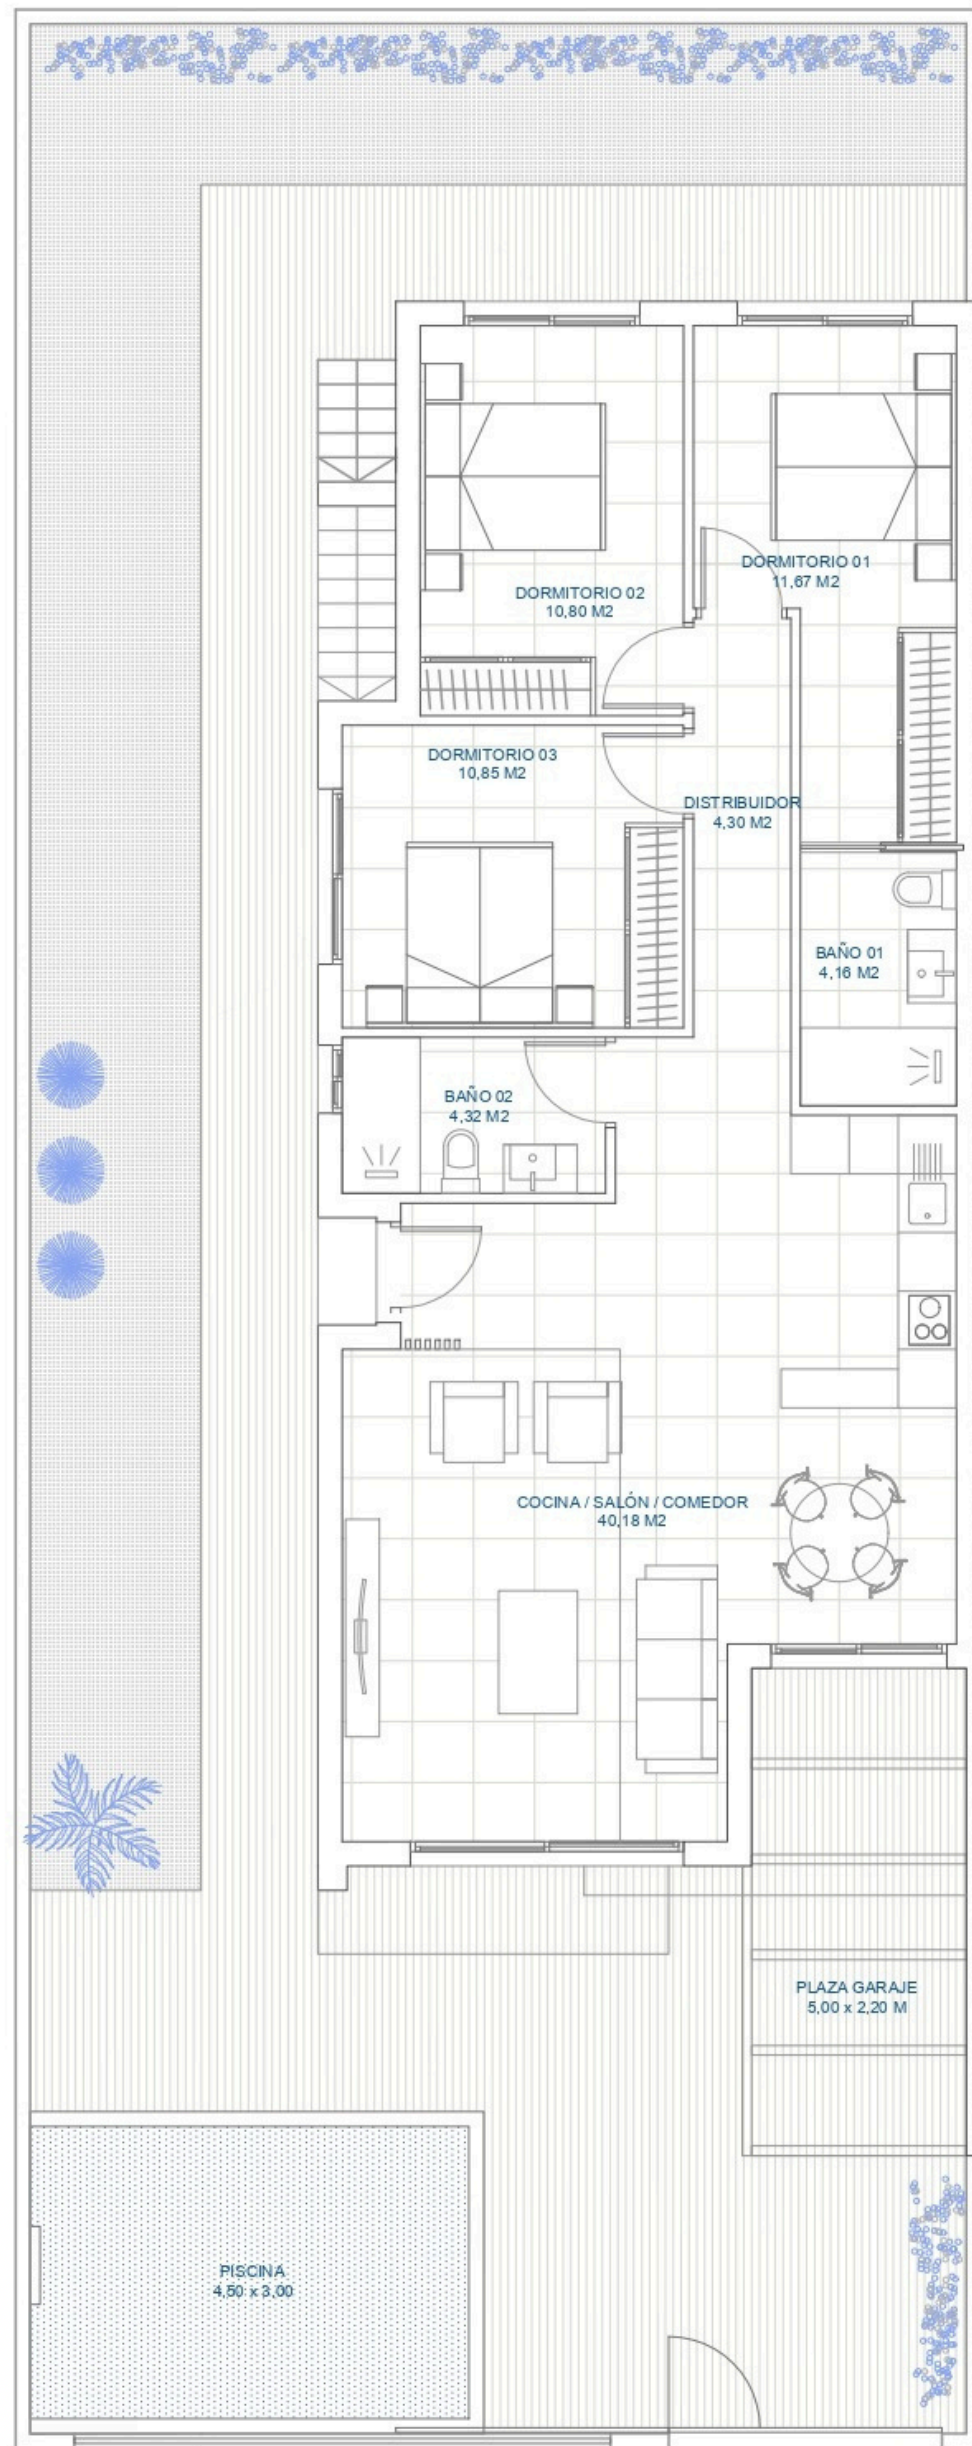 DORMITORIO 01
11,67 M2
DORMITORIO 02
10,80 M2
DORMITORIO 03
10,85 M2
DISTRIBUIDOR
4,30 M2
BAÑO 01
4,16 M2
BAÑO 02
4,32 M2
COCINA / SALÓN / COMEDOR
40,18 M2
PLAZA GARAJE
5,00 x 2,20 M
PISCINA
4,50 x 3,00